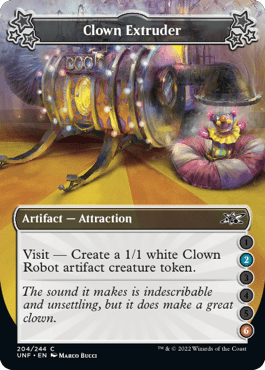 Clown Extruder
Artifact — Attraction
1
2
3
4
5
6
Visit — Create a 1/1 white Clown
Robot artifact creature token.
The sound it makes is indescribable
and unsettling, but it does make a great
clown.
204/244 C
UNF • EN Marco Bucci
™ & © 2022 Wizards of the Coast